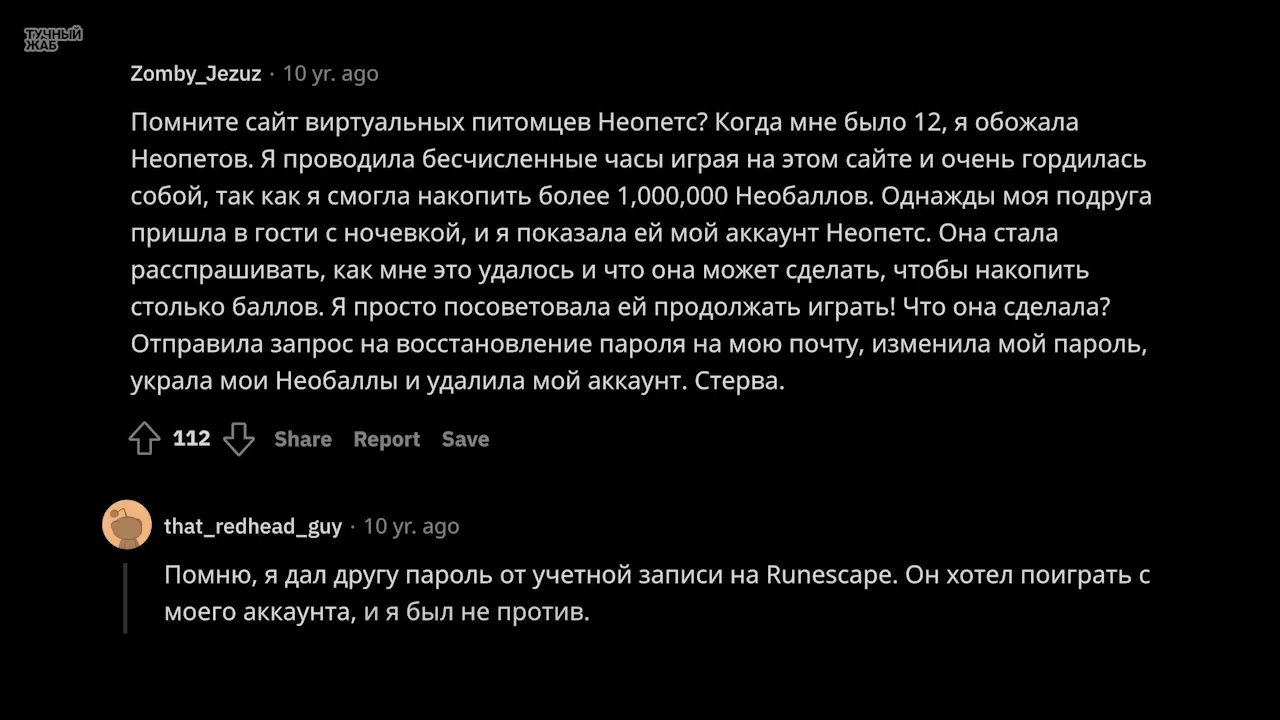 ТУЧНЫЙ
ЖАБ
Zomby_Jezuz · 10 yr. ago
Помните сайт виртуальных питомцев Неопетс? Когда мне было 12, я обожала
Неопетов. Я проводила бесчисленные часы играя на этом сайте и очень гордилась
собой, так как я смогла накопить более 1,000,000 Необаллов. Однажды моя подруга
пришла в гости с ночевкой, и я показала ей мой аккаунт Неопетс. Она стала
расспрашивать, как мне это удалось и что она может сделать, чтобы накопить
столько баллов. Я просто посоветовала ей продолжать играть! Что она сделала?
Отправила запрос на восстановление пароля на мою почту, изменила мой пароль,
украла мои Необаллы и удалила мой аккаунт. Стерва.
112 Share Report Save
that_redhead_guy · 10 yr. ago
Помню, я дал другу пароль от учетной записи на Runescape. Он хотел поиграть с
моего аккаунта, и я был не против.